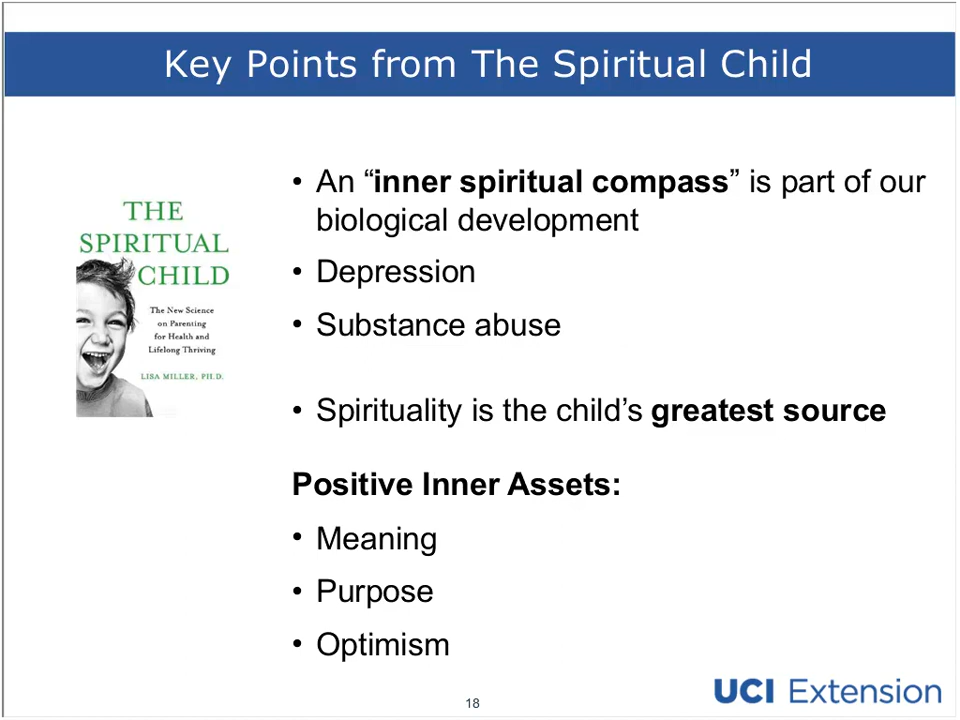 Key Points from The Spiritual Child
THE
SPIRITUAL
CHILD
The New Science
on Parenting
for Health and
Lifelong Thriving
LISA MILLER, PH.D.
• An “inner spiritual compass” is part of our
biological development
• Depression
• Substance abuse
• Spirituality is the child’s greatest source
Positive Inner Assets:
• Meaning
• Purpose
• Optimism
18
UCI Extension